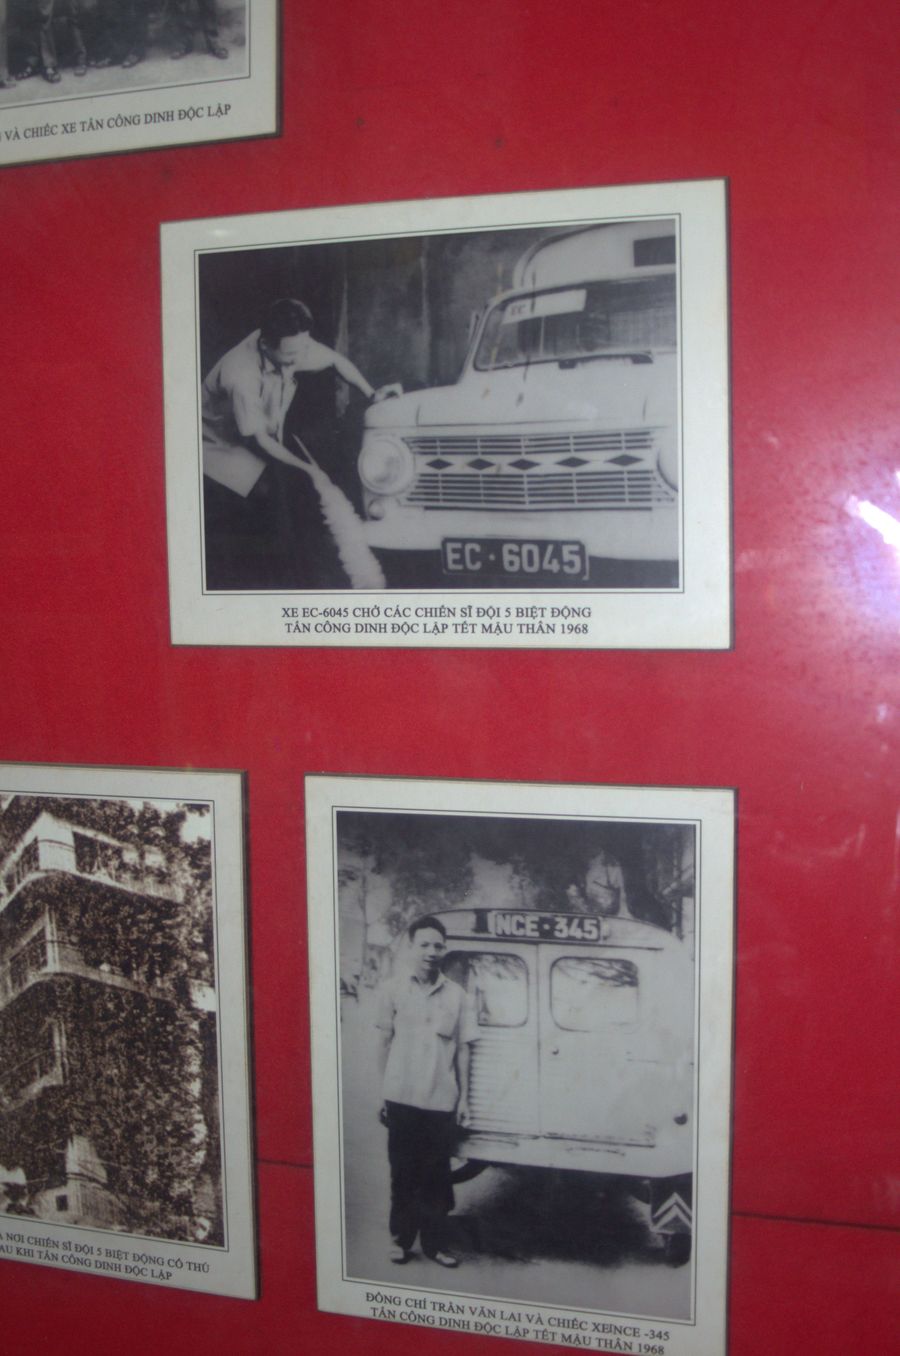 VÀ CHIẾC XE TẤN CÔNG DINH ĐỘC LẬP
EC
EC · 6045
XE EC-6045 CHỞ CÁC CHIẾN SĨ ĐỘI 5 BIỆT ĐỘNG
TẤN CÔNG DINH ĐỘC LẬP TẾT MẬU THÂN 1968
NƠI CHIẾN SĨ ĐỘI 5 BIỆT ĐỘNG CỐ THỦ
KHI TẤN CÔNG DINH ĐỘC LẬP
NCE · 345
ĐỒNG CHÍ TRẦN VĂN LAI VÀ CHIẾC XE NCE -345
TẤN CÔNG DINH ĐỘC LẬP TẾT MẬU THÂN 1968